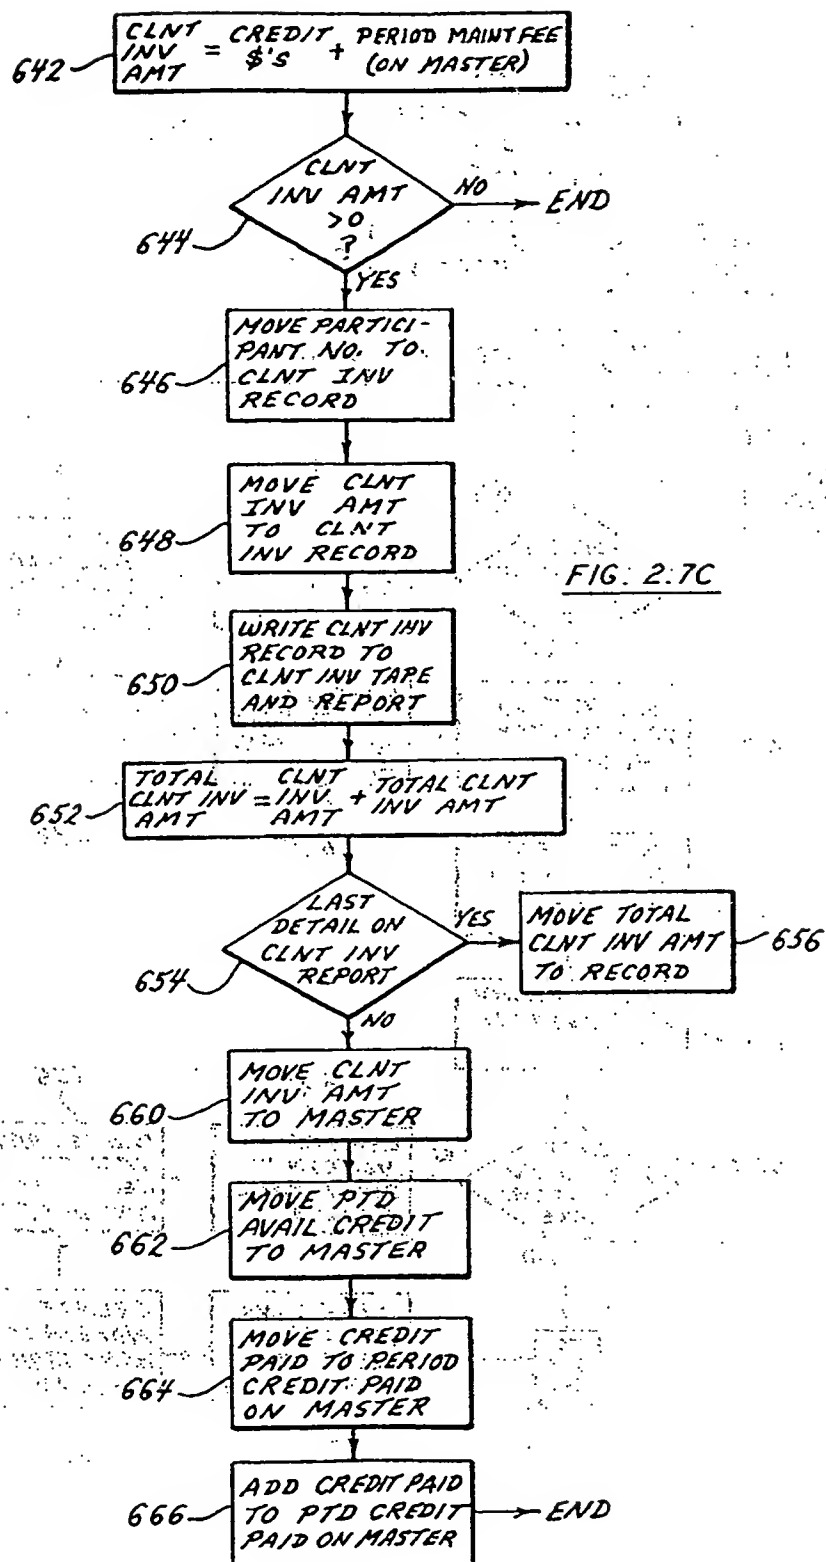 CLNT
INV
AMT
= CREDIT
$'S
+ PERIOD MAINT FEE
(ON MASTER)
642
CLNT
INV AMT
>0
?
NO
END
644
YES
MOVE PARTICI-
PANT NO. TO
CLNT INV
RECORD
646
MOVE CLNT
INV AMT
TO CLNT
INV RECORD
648
FIG. 2.7C
WRITE CLNT INV
RECORD TO
CLNT INV TAPE
AND REPORT
650
TOTAL
CLNT INV
AMT
= CLNT
INV
AMT
+ TOTAL CLNT
INV AMT
652
LAST
DETAIL ON
CLNT INV
REPORT
YES
654
MOVE TOTAL
CLNT INV AMT
TO RECORD
656
NO
MOVE CLNT
INV AMT
TO MASTER
660
MOVE PTD
AVAIL CREDIT
TO MASTER
662
MOVE CREDIT
PAID TO PERIOD
CREDIT PAID
ON MASTER
664
ADD CREDIT PAID
TO PTD CREDIT
PAID ON MASTER
666
END